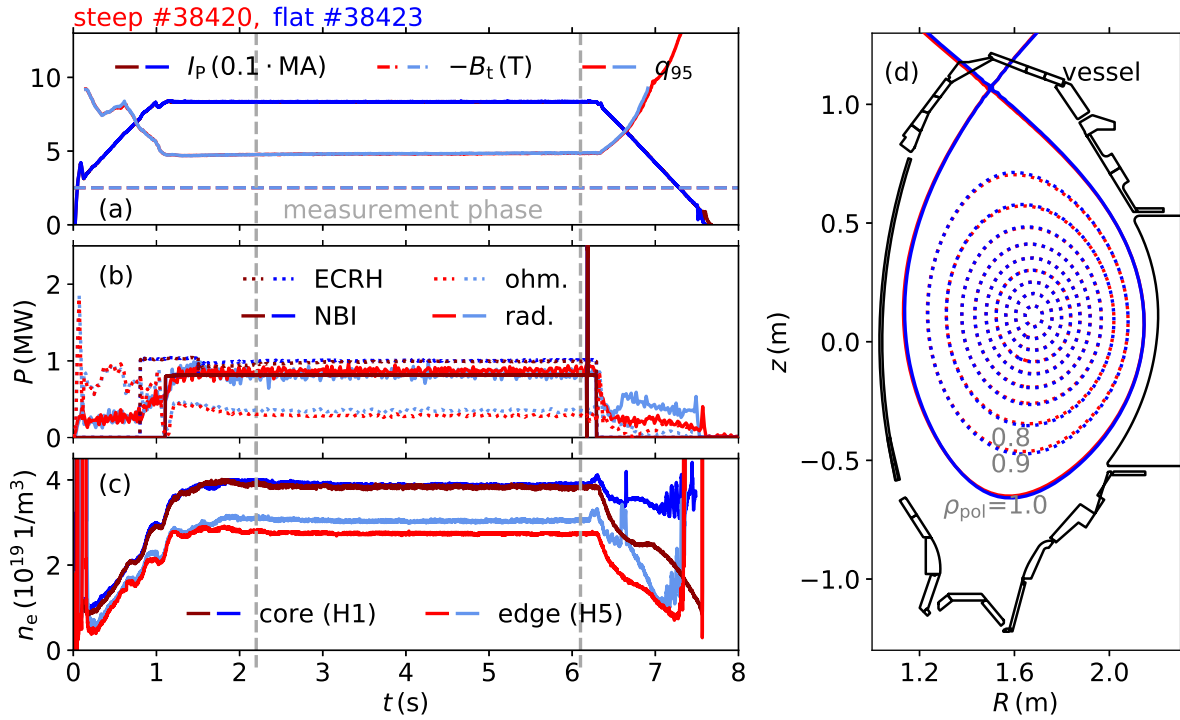 steep #38420, flat #38423
10
5
0
I_P (0.1 · MA)
−B_t (T)
q_95
(a)
measurement phase
P (MW)
2
1
0
(b)
ECRH
ohm.
NBI
rad.
n_e (10^19 1/m^3)
4
2
0
(c)
core (H1)
edge (H5)
0 1 2 3 4 5 6 7 8
t (s)
(d)
vessel
z (m)
1.0
0.5
0.0
−0.5
−1.0
0.8
0.9
ρ_pol=1.0
1.2 1.6 2.0
R (m)